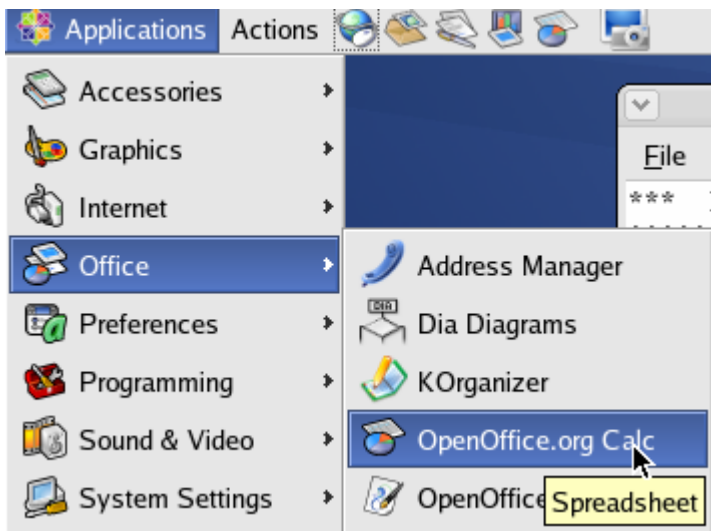 Applications Actions
Accessories
Graphics
Internet
Office
Preferences
Programming
Sound & Video
System Settings
File
***
Address Manager
DIA
Dia Diagrams
KOrganizer
OpenOffice.org Calc
OpenOffice
Spreadsheet